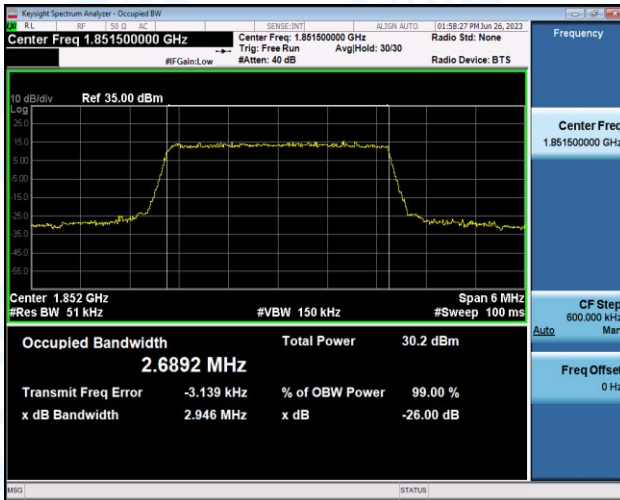 Keysight Spectrum Analyzer - Occupied BW
RL RF 50 Ω AC SENSE:INT ALIGN AUTO 01:58:27 PM Jun 26, 2023
Center Freq 1.851500000 GHz Center Freq: 1.851500000 GHz Radio Std: None Frequency
Trig: Free Run Avg|Hold: 30/30
#IFGain:Low #Atten: 40 dB Radio Device: BTS
10 dB/div Ref 35.00 dBm
Log
25.0
15.0
5.00
-5.00
-15.0
-25.0
-35.0
-45.0
-55.0
Center Freq
1.851500000 GHz
Center 1.852 GHz Span 6 MHz
#Res BW 51 kHz #VBW 150 kHz #Sweep 100 ms
CF Step
600.000 kHz
Auto Man
Occupied Bandwidth Total Power 30.2 dBm
2.6892 MHz
Transmit Freq Error -3.139 kHz % of OBW Power 99.00 %
x dB Bandwidth 2.946 MHz x dB -26.00 dB
Freq Offset
0 Hz
MSG STATUS